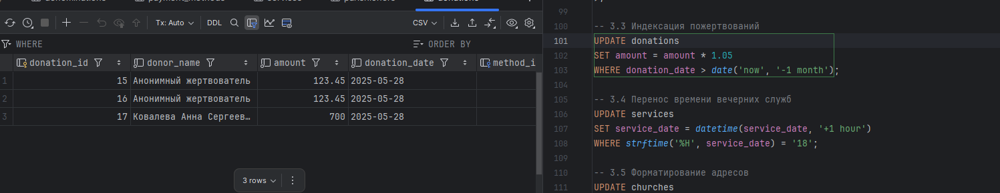 denominations payment_methods services parishioners donations
Tx: Auto DDL CSV
WHERE ORDER BY
donation_id donor_name amount donation_date method_i
1 15 Анонимный жертвователь 123.45 2025-05-28
2 16 Анонимный жертвователь 123.45 2025-05-28
3 17 Ковалева Анна Сергеев… 700 2025-05-28
3 rows
99
100 -- 3.3 Индексация пожертвований
101 UPDATE donations
102 SET amount = amount * 1.05
103 WHERE donation_date > date('now', '-1 month');
104
105 -- 3.4 Перенос времени вечерних служб
106 UPDATE services
107 SET service_date = datetime(service_date, '+1 hour')
108 WHERE strftime('%H', service_date) = '18';
109
110 -- 3.5 Форматирование адресов
111 UPDATE churches